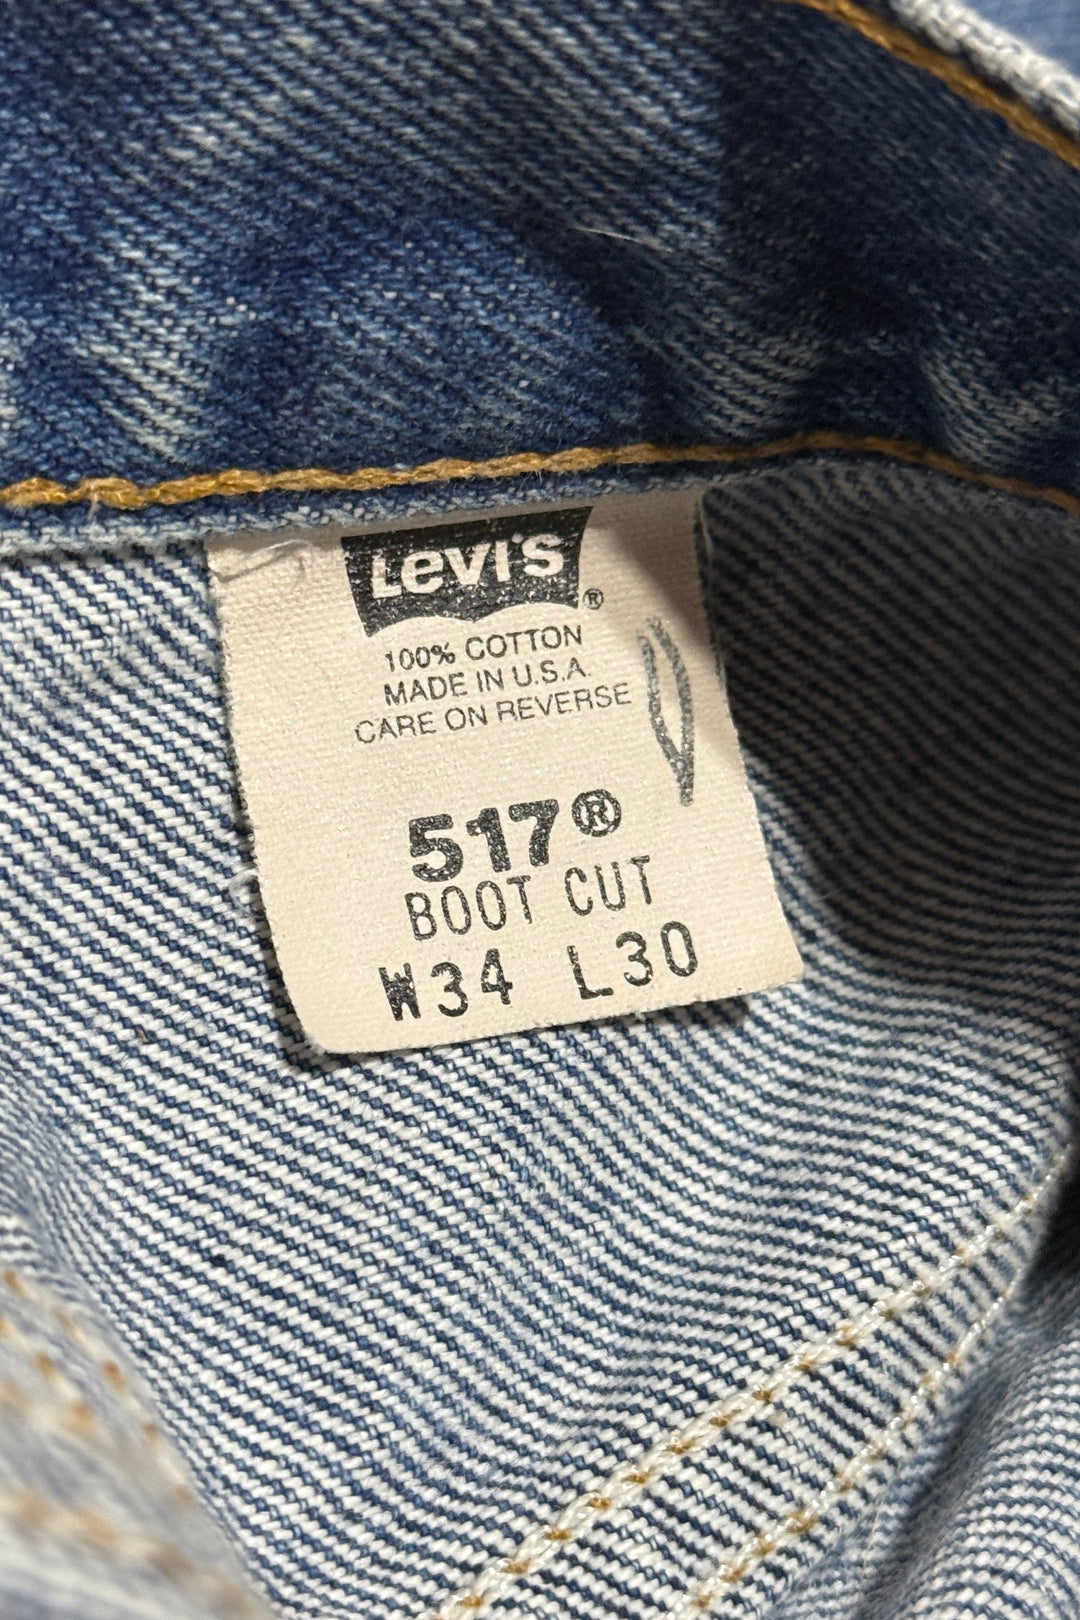 Levi's ®
100% COTTON
MADE IN U.S.A.
CARE ON REVERSE
517®
BOOT CUT
W34 L30